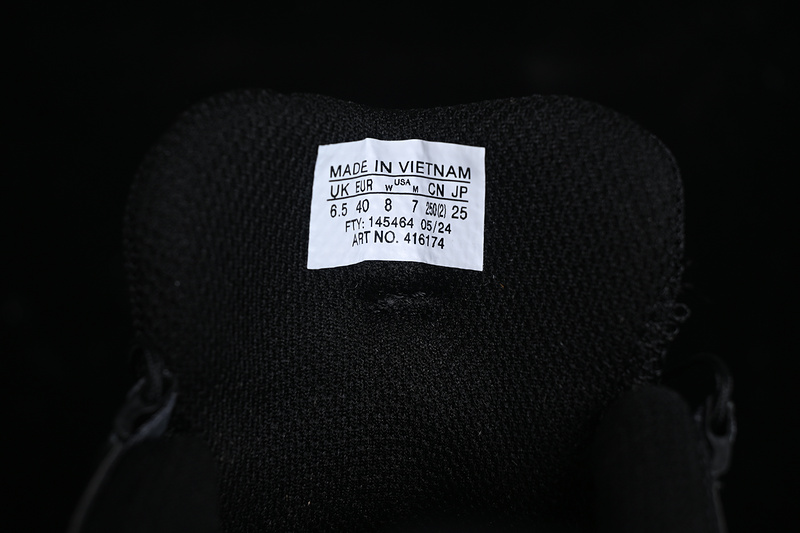 MADE IN VIETNAM
UK EUR W USA M CN JP
6.5 40 8 7 250(2) 25
FTY: 145464 05/24
ART NO. 416174